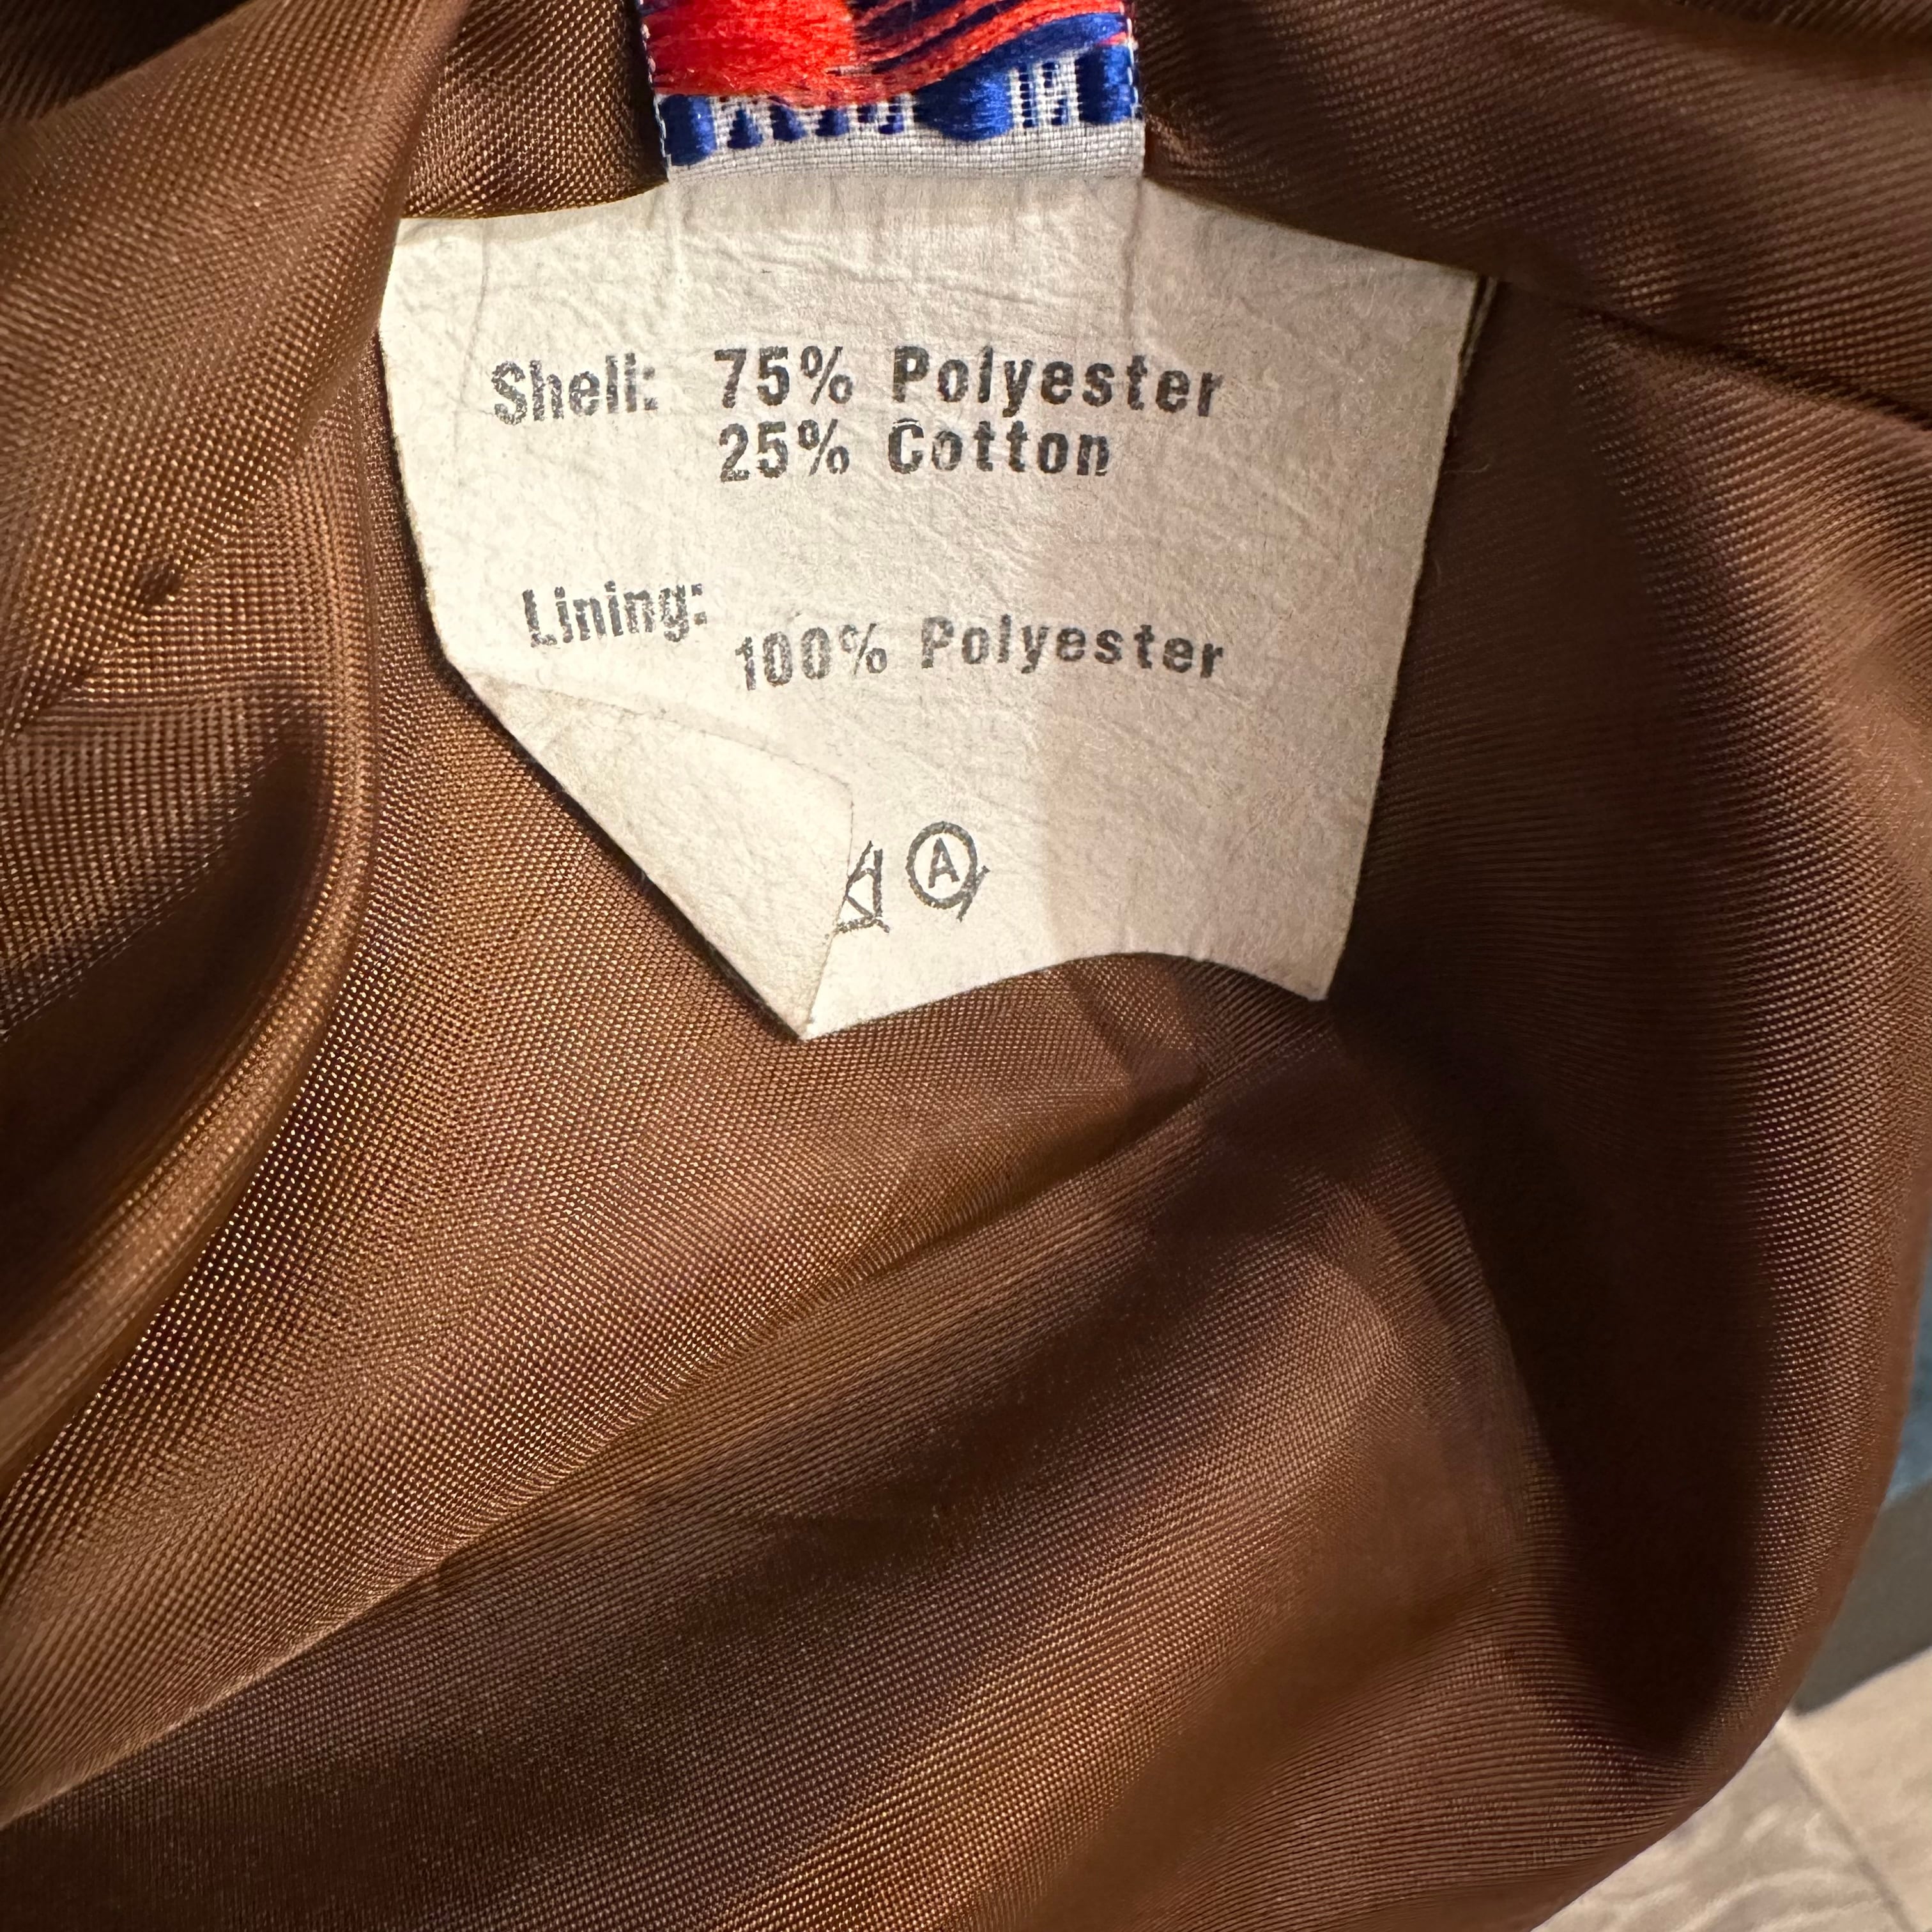 Shell: 75% Polyester
25% Cotton
Lining:
100% Polyester
A